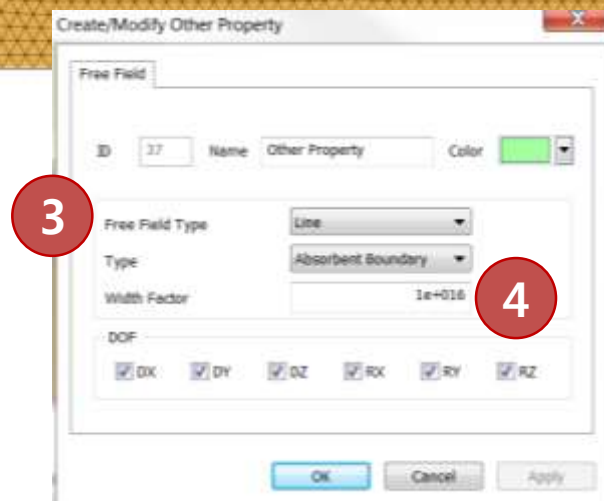 Create/Modify Other Property
Free Field
ID 37 Name Other Property Color
3
Free Field Type Line
Type Absorbent Boundary
Width Factor 1e+016
4
DOF
DX DY DZ RX RY RZ
OK Cancel Apply